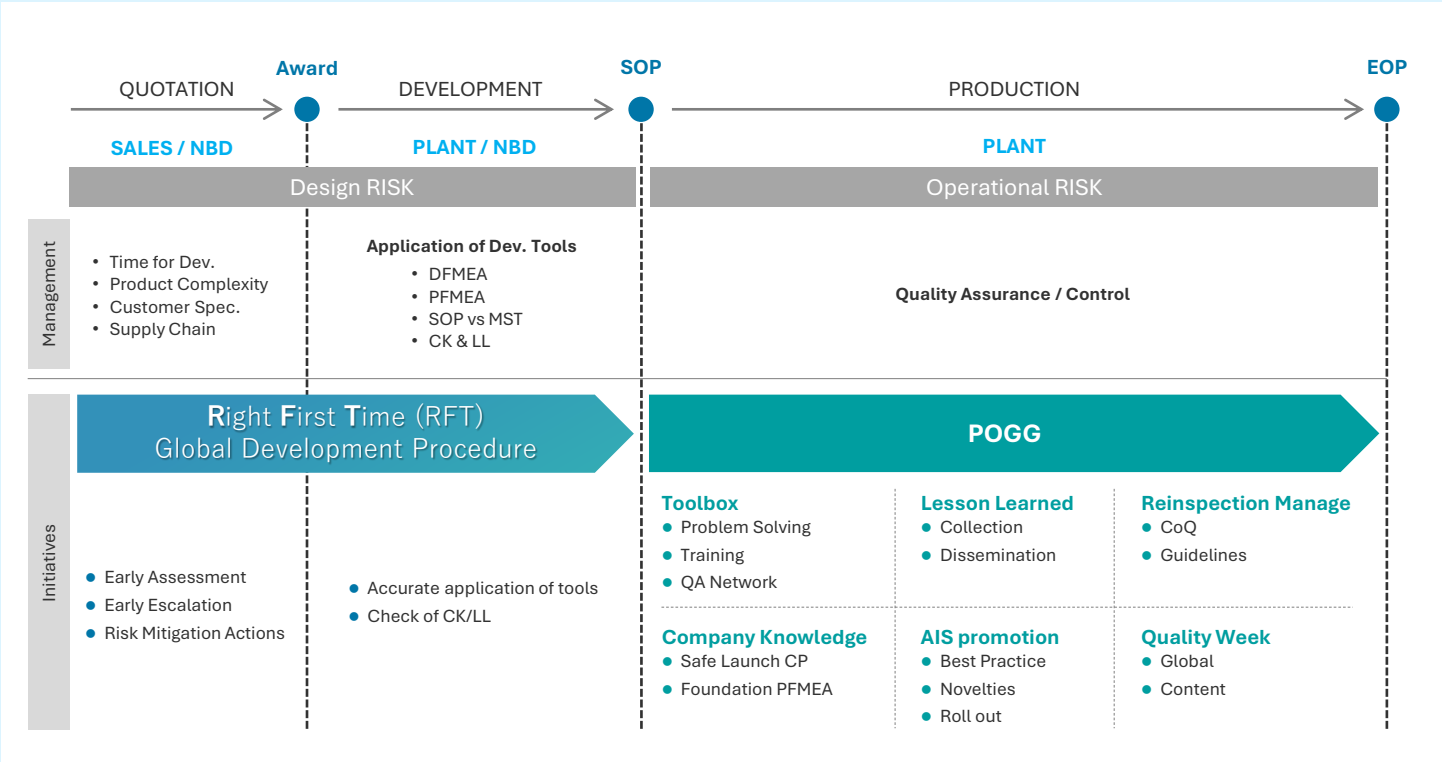 Award
SOP
EOP
QUOTATION
DEVELOPMENT
PRODUCTION
SALES / NBD
PLANT / NBD
PLANT
Design RISK
Operational RISK
Management
• Time for Dev.
• Product Complexity
• Customer Spec.
• Supply Chain
Application of Dev. Tools
• DFMEA
• PFMEA
• SOP vs MST
• CK & LL
Quality Assurance / Control
Initiatives
Right First Time (RFT)
Global Development Procedure
POGG
• Early Assessment
• Early Escalation
• Risk Mitigation Actions
• Accurate application of tools
• Check of CK/LL
Toolbox
• Problem Solving
• Training
• QA Network
Lesson Learned
• Collection
• Dissemination
Reinspection Manage
• CoQ
• Guidelines
Company Knowledge
• Safe Launch CP
• Foundation PFMEA
AIS promotion
• Best Practice
• Novelties
• Roll out
Quality Week
• Global
• Content